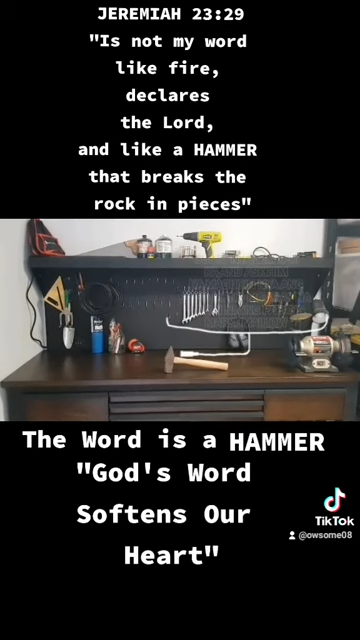 JEREMIAH 23:29
"Is not my word
like fire,
declares
the Lord,
and like a HAMMER
that breaks the
rock in pieces"
The Word is a HAMMER
"God's Word
Softens Our
Heart"
TikTok
@owsome08